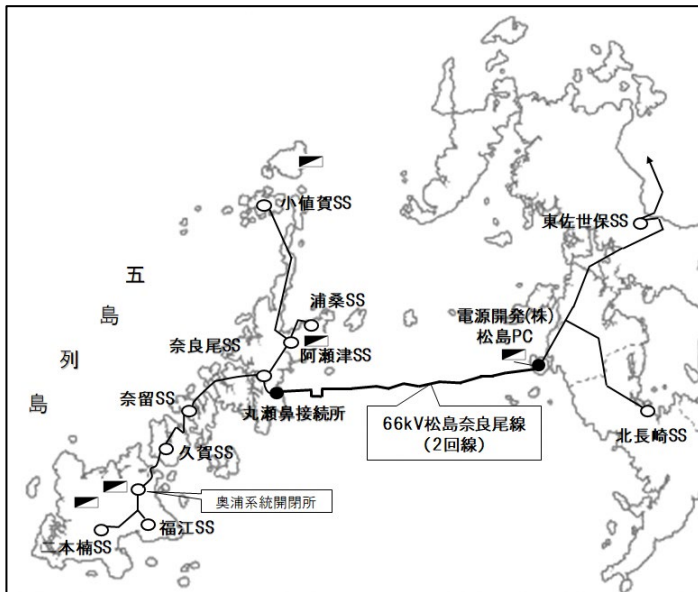 小値賀SS
東佐世保SS
五
島
列
島
浦桑SS
電源開発(株)
松島PC
奈良尾SS
阿瀬津SS
奈留SS
丸瀬鼻接続所
66kV松島奈良尾線
(2回線)
北長崎SS
久賀SS
奥浦系統開閉所
福江SS
二本楠SS